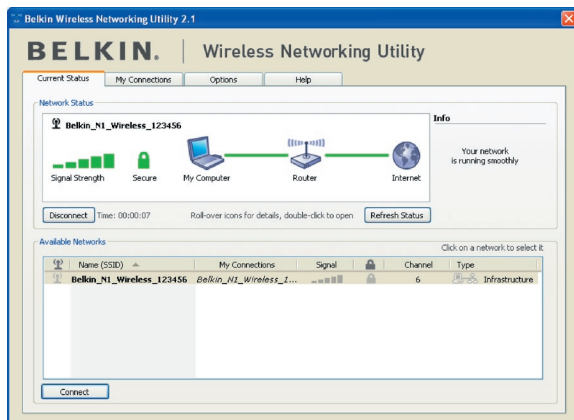 Belkin Wireless Networking Utility 2.1
BELKIN. | Wireless Networking Utility
Current Status My Connections Options Help
Network Status
Belkin_N1_Wireless_123456
Signal Strength Secure My Computer Router Internet
Info
Your network
is running smoothly
Disconnect Time: 00:00:07 Roll-over icons for details, double-click to open Refresh Status
Available Networks
Click on a network to select it
Name (SSID) My Connections Signal Channel Type
Belkin_N1_Wireless_123456 Belkin_N1_Wireless_1... 6 Infrastructure
Connect